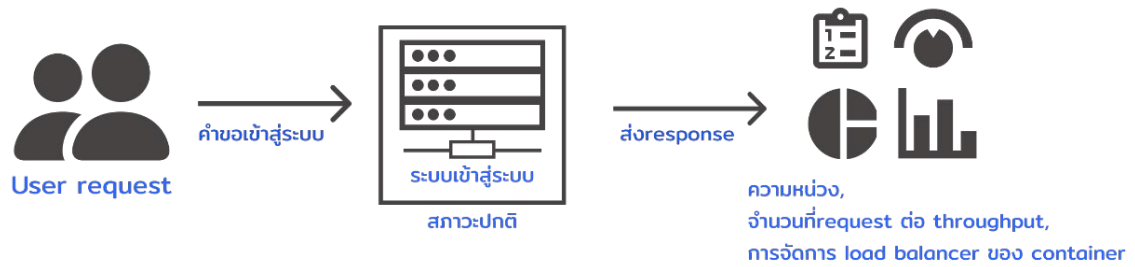 1
2
คำขอเข้าสู่ระบบ
User request
ระบบเข้าสู่ระบบ
สภาวะปกติ
ส่งresponse
ความหน่วง,
จำนวนที่request ต่อ throughput,
การจัดการ load balancer ของ container